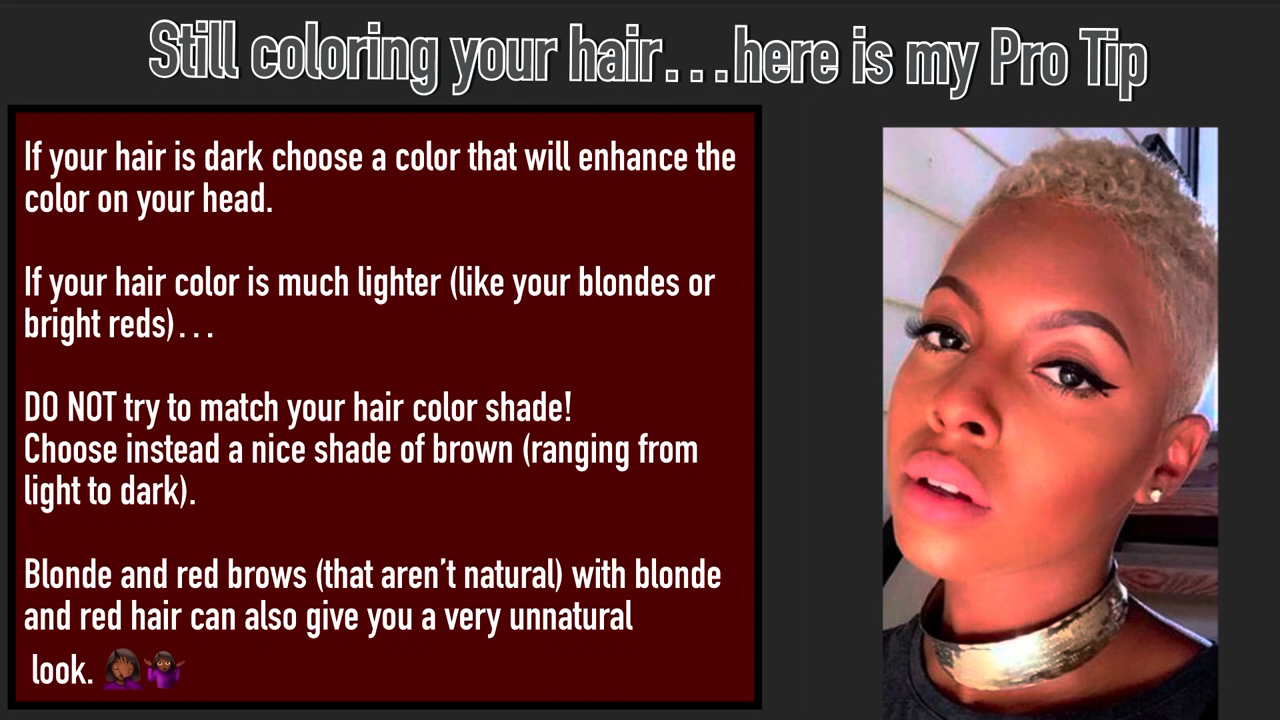 Still coloring your hair...here is my Pro Tip
If your hair is dark choose a color that will enhance the
color on your head.
If your hair color is much lighter (like your blondes or
bright reds)...
DO NOT try to match your hair color shade!
Choose instead a nice shade of brown (ranging from
light to dark).
Blonde and red brows (that aren’t natural) with blonde
and red hair can also give you a very unnatural
look. 🤦🏾‍♀️🤷🏾‍♀️